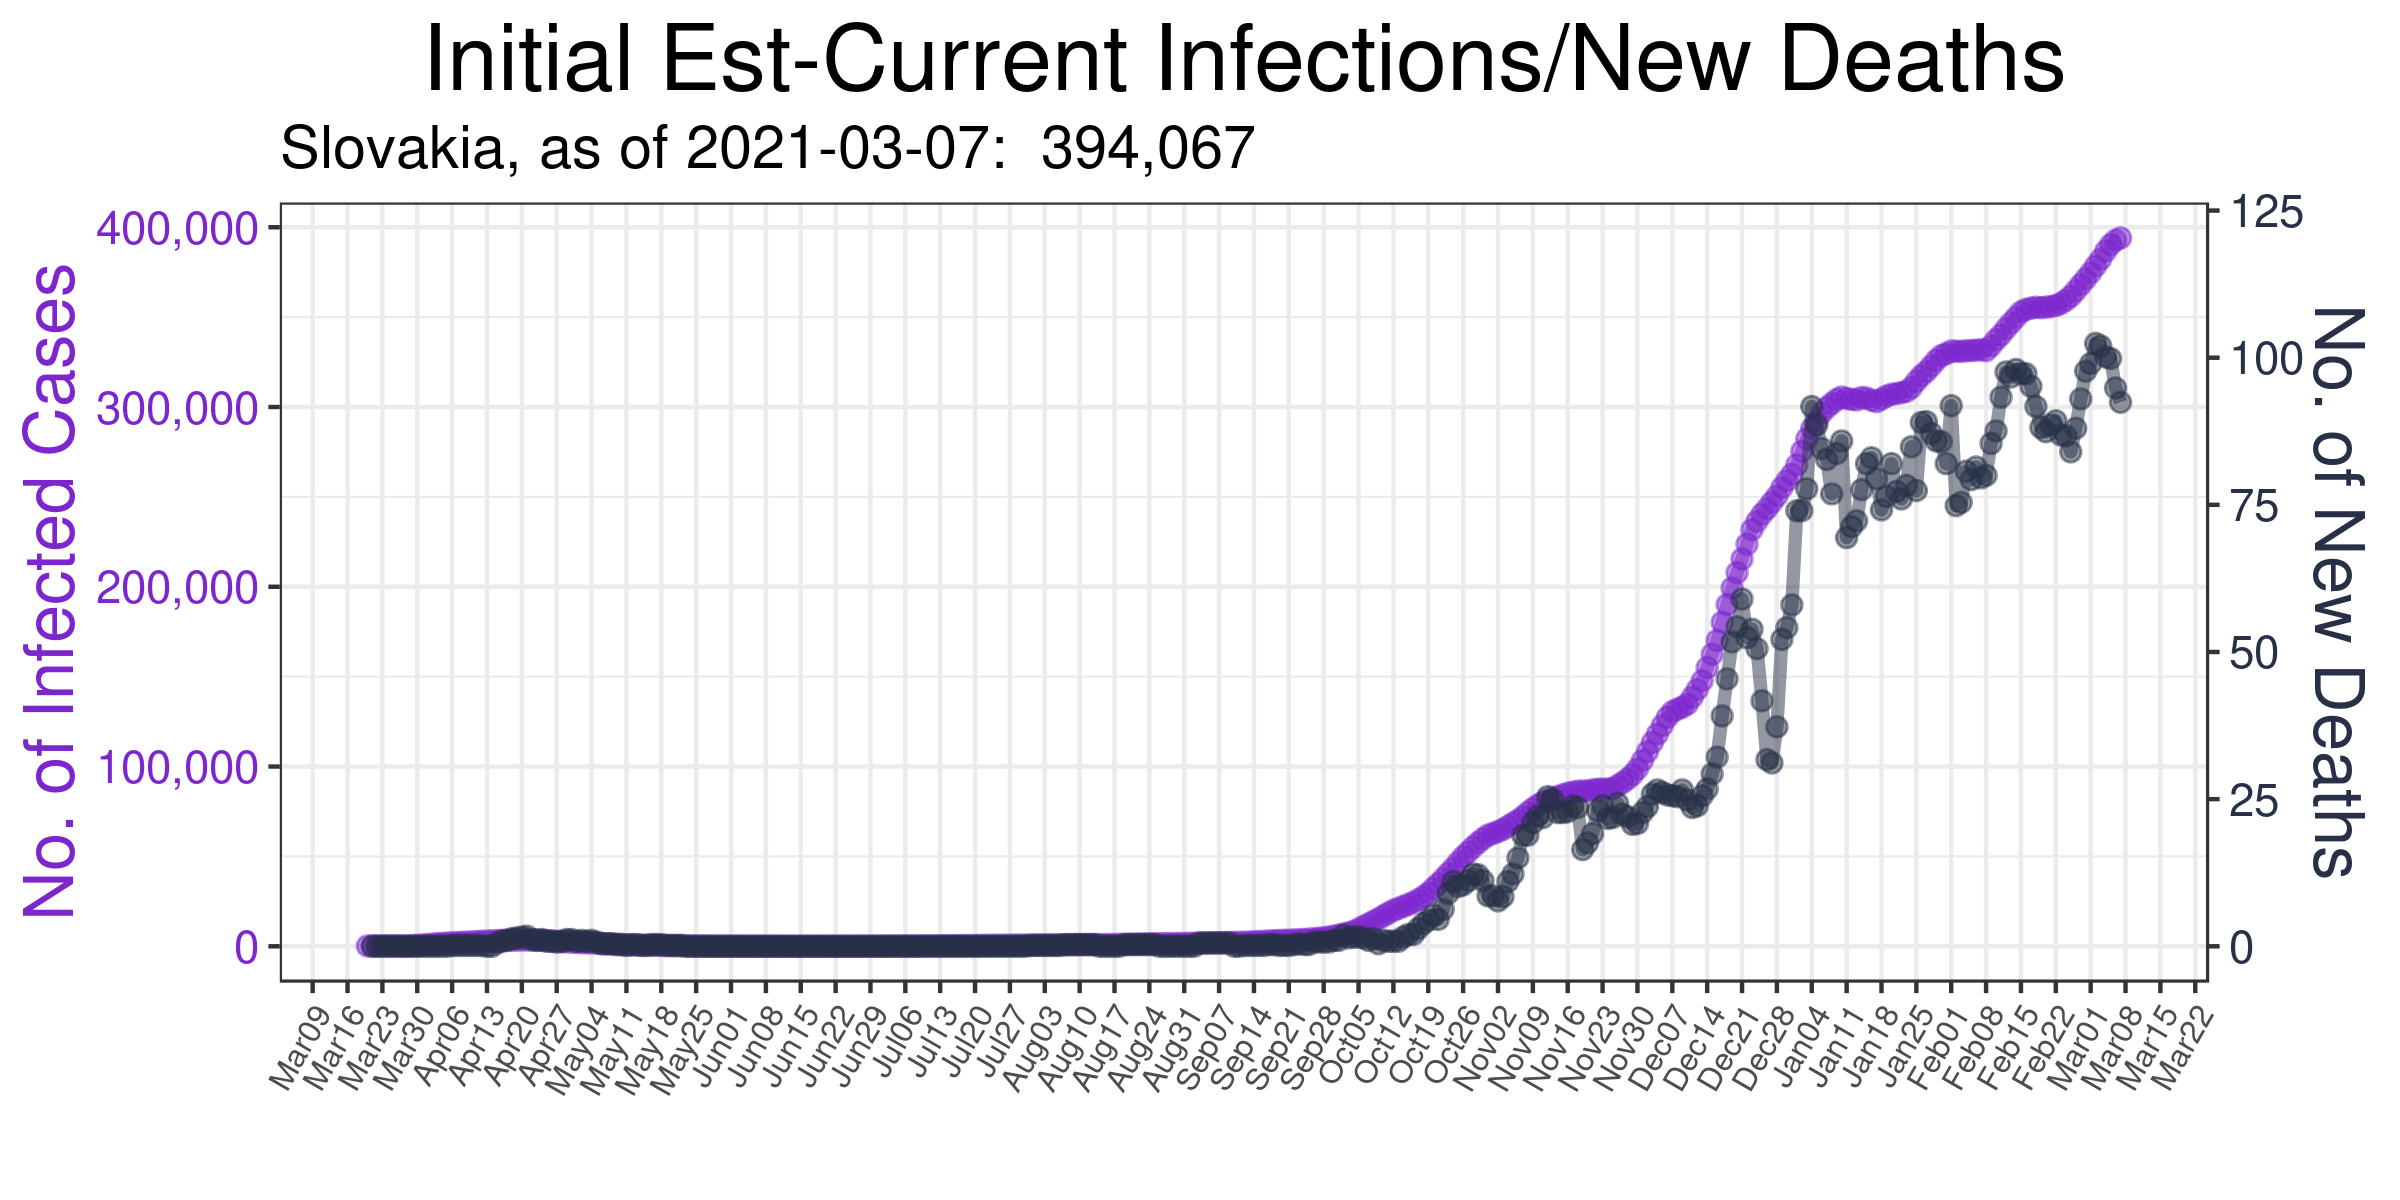 Initial Est-Current Infections/New Deaths
Slovakia, as of 2021-03-07:  394,067
No. of Infected Cases
400,000
300,000
200,000
100,000
0
125
100
75
50
25
0
No. of New Deaths
Mar09
Mar16
Mar23
Mar30
Apr06
Apr13
Apr20
Apr27
May04
May11
May18
May25
Jun01
Jun08
Jun15
Jun22
Jun29
Jul06
Jul13
Jul20
Jul27
Aug03
Aug10
Aug17
Aug24
Aug31
Sep07
Sep14
Sep21
Sep28
Oct05
Oct12
Oct19
Oct26
Nov02
Nov09
Nov16
Nov23
Nov30
Dec07
Dec14
Dec21
Dec28
Dec04
Jan11
Jan18
Jan25
Feb01
Feb08
Feb15
Feb22
Mar01
Mar08
Mar15
Mar22